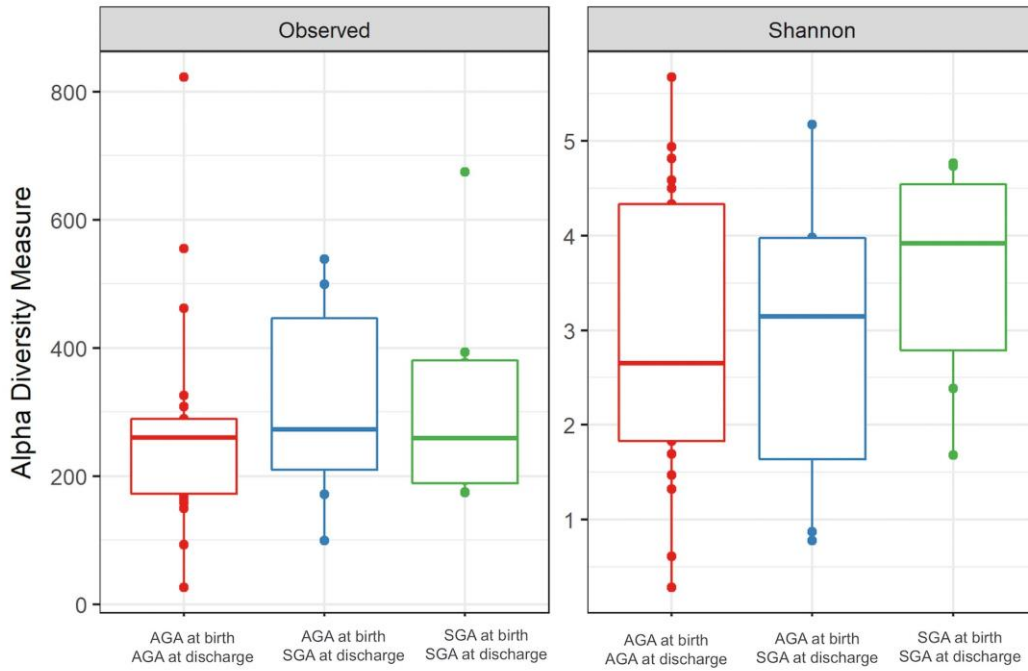 Observed
Shannon
Alpha Diversity Measure
800
600
400
200
0
5
4
3
2
1
AGA at birth
AGA at discharge
AGA at birth
SGA at discharge
SGA at birth
SGA at discharge
AGA at birth
AGA at discharge
AGA at birth
SGA at discharge
SGA at birth
SGA at discharge